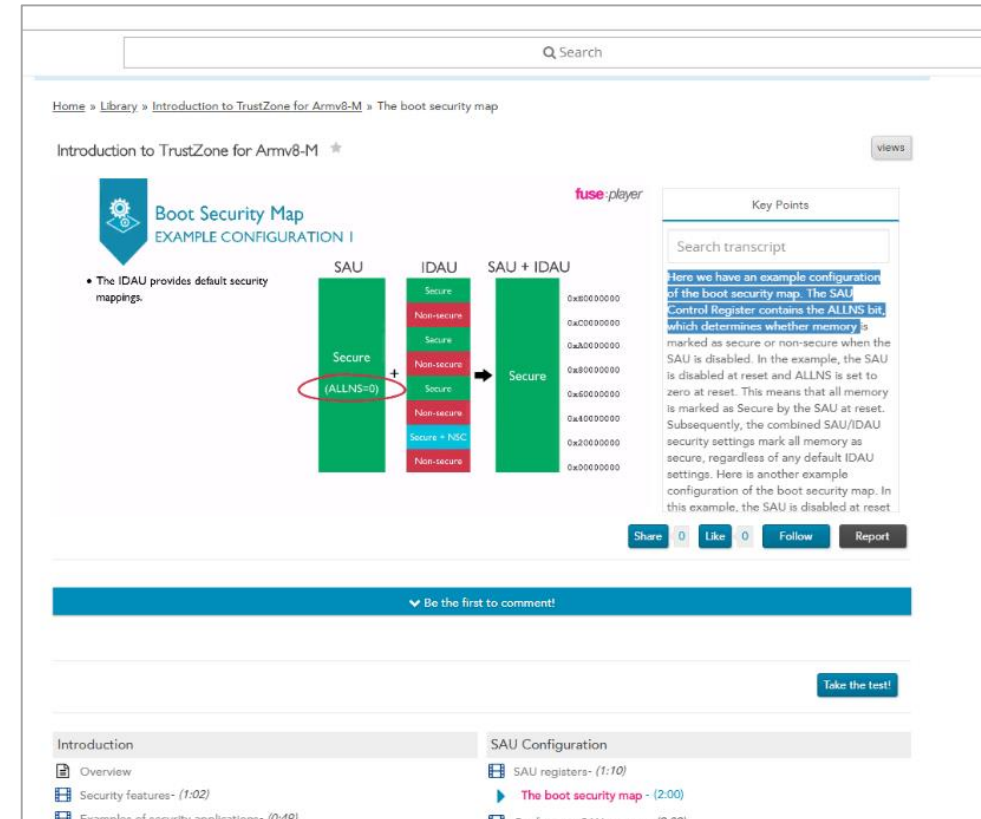 Search
Home » Library » Introduction to TrustZone for Armv8-M » The boot security map
Introduction to TrustZone for Armv8-M
views
Boot Security Map
EXAMPLE CONFIGURATION 1
fuse:player
• The IDAU provides default security
mappings.
SAU
IDAU
SAU + IDAU
Secure
(ALLNS=0)
+
Secure
Non-secure
Secure
Non-secure
Secure
Non-secure
Secure + NSC
Non-secure
Secure
0xE0000000
0xC0000000
0xA0000000
0x80000000
0x60000000
0x40000000
0x20000000
0x00000000
Key Points
Search transcript
Here we have an example configuration
of the boot security map. The SAU
Control Register contains the ALLNS bit,
which determines whether memory is
marked as secure or non-secure when the
SAU is disabled. In the example, the SAU
is disabled at reset and ALLNS is set to
zero at reset. This means that all memory
is marked as Secure by the SAU at reset.
Subsequently, the combined SAU/IDAU
security settings mark all memory as
secure, regardless of any default IDAU
settings. Here is another example
configuration of the boot security map. In
this example, the SAU is disabled at reset
Share 0 Like 0 Follow Report
Be the first to comment!
Take the test!
Introduction
Overview
Security features- (1:02)
Examples of security applications- (0:49)
SAU Configuration
SAU registers- (1:10)
The boot security map - (2:00)